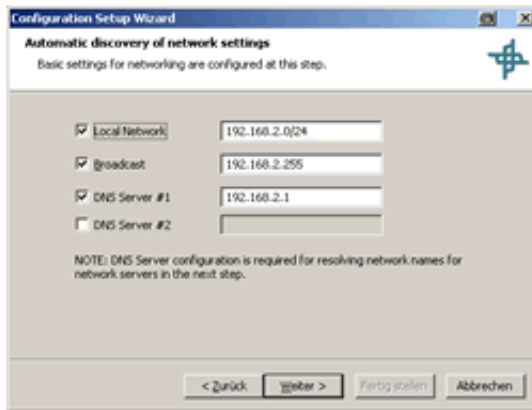 Configuration Setup Wizard
Automatic discovery of network settings
Basic settings for networking are configured at this step.
Local Network 192.168.2.0/24
Broadcast 192.168.2.255
DNS Server #1 192.168.2.1
DNS Server #2
NOTE: DNS Server configuration is required for resolving network names for
network servers in the next step.
< Zurück Weiter > Fertig stellen Abbrechen